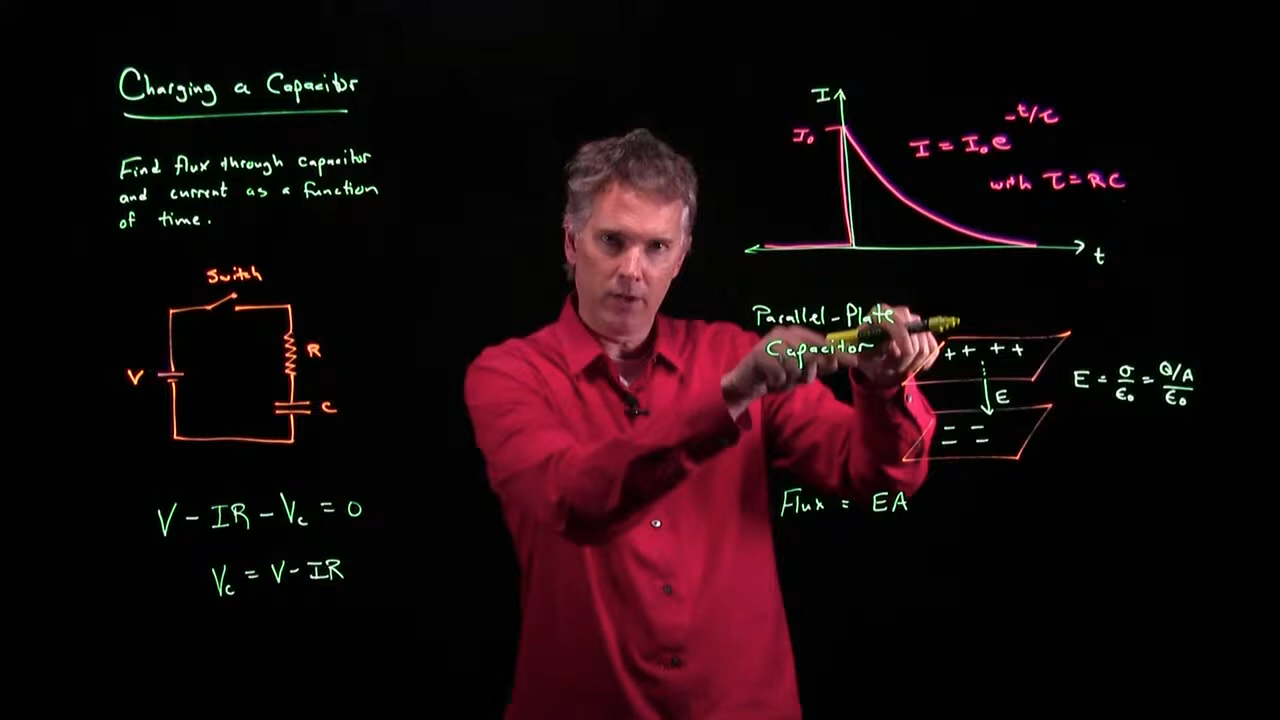 Charging a Capacitor
Find flux through capacitor
and current as a function
of time.
Switch
R
V
C
V - IR - Vc = 0
Vc = V - IR
I
I₀
I = I₀e^-t/τ
with τ = RC
t
Parallel-Plate
Capacitor
+ + + +
E
E = σ/ε₀ = Q/A/ε₀
– –
– –
Flux = EA